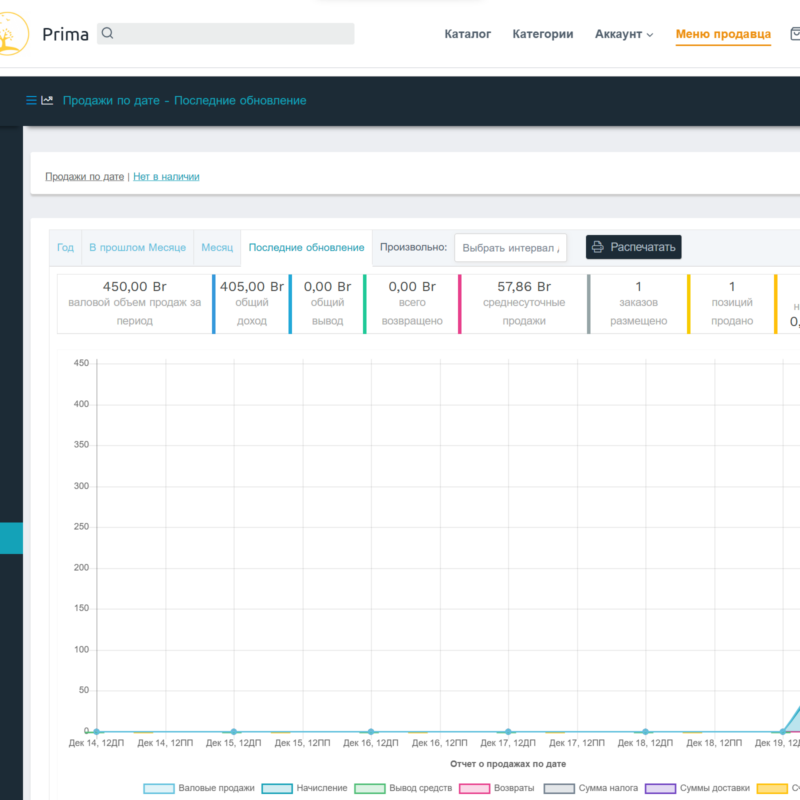 Prima
Каталог
Категории
Аккаунт
Меню продавца
Продажи по дате - Последние обновление
Продажи по дате | Нет в наличии
Год
В прошлом Месяце
Месяц
Последние обновление
Произвольно:
Выбрать интервал
Распечатать
450,00 Br
валовой объем продаж за
период
405,00 Br
общий
доход
0,00 Br
общий
вывод
0,00 Br
всего
возвращено
57,86 Br
среднесуточные
продажи
1
заказов
размещено
1
позиций
продано
450
400
350
300
250
200
150
100
50
0
Дек 14, 12ДП
Дек 14, 12ПП
Дек 15, 12ДП
Дек 15, 12ПП
Дек 16, 12ДП
Дек 16, 12ПП
Дек 17, 12ДП
Дек 17, 12ПП
Дек 18, 12ДП
Дек 18, 12ПП
Дек 19, 12
Отчет о продажах по дате
Валовые продажи
Начисление
Вывод средств
Возвраты
Сумма налога
Суммы доставки